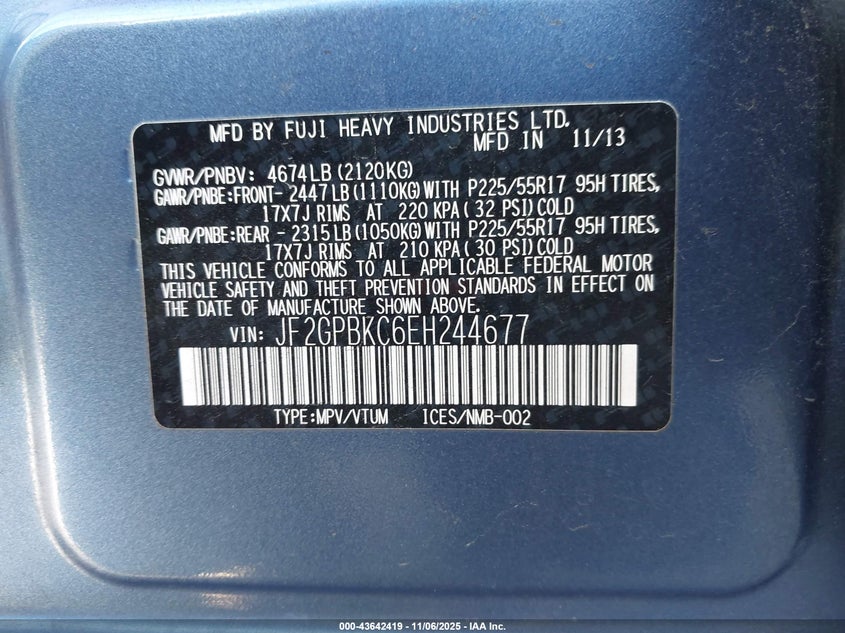 MFD BY FUJI HEAVY INDUSTRIES LTD.
MFD IN 11/13
GVWR/PNBV: 4674LB (2120KG)
GAWR/PNBE:FRONT- 2447LB (1110KG) WITH P225/55R17 95H TIRES,
17X7J RIMS AT 220 KPA ( 32 PSI) COLD
GAWR/PNBE:REAR - 2315LB (1050KG) WITH P225/55R17 95H TIRES,
17X7J RIMS AT 210 KPA ( 30 PSI) COLD
THIS VEHICLE CONFORMS TO ALL APPLICABLE FEDERAL MOTOR
VEHICLE SAFETY AND THEFT PREVENTION STANDARDS IN EFFECT ON
THE DATE OF MANUFACTURE SHOWN ABOVE.
VIN: JF2GPBKC6EH244677
TYPE:MPV/VTUM ICES/NMB-002
000-43642419 - 11/06/2025 - IAA Inc.